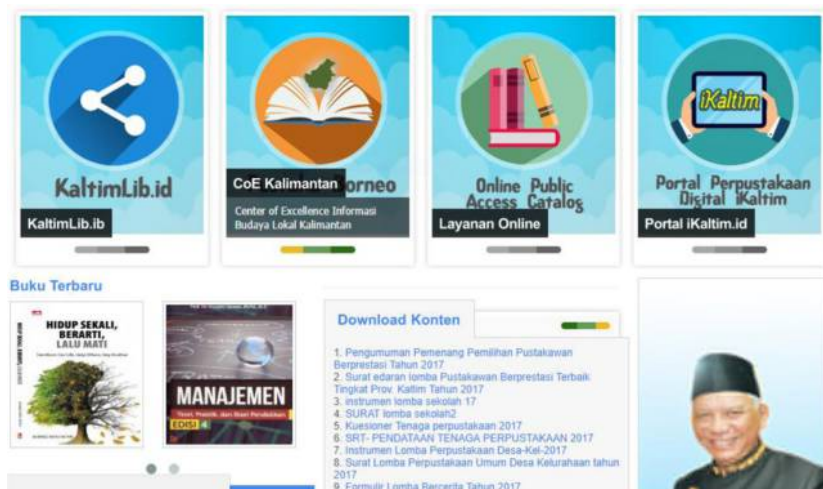 KaltimLib.id
KaltimLib.ib
orneo
CoE Kalimantan
Center of Excellence Informasi
Budaya Lokal Kalimantan
Online Public
Access Catalog
Layanan Online
iKaltim
Portal Perpustakaan
Digital iKaltim
Portal iKaltim.id
Buku Terbaru
HIDUP SEKALI,
BERARTI,
LALU MATI
MANAJEMEN
Teori, Praktik, dan Riset Pendidikan
EDISI 4
Download Konten
1. Pengumuman Pemenang Pemilihan Pustakawan
Berprestasi Tahun 2017
2. Surat edaran lomba Pustakawan Berprestasi Terbaik
Tingkat Prov. Kaltim Tahun 2017
3. instrumen lomba sekolah 17
4. SURAT lomba sekolah2
5. Kuesioner Tenaga perpustakaan 2017
6. SRT- PENDATAAN TENAGA PERPUSTAKAAN 2017
7. Instrumen Lomba Perpustakaan Desa-Kel-2017
8. Surat Lomba Perpustakaan Umum Desa Kelurahaan tahun
2017
9. Formulir Lomba Bercerita Tahun 2017